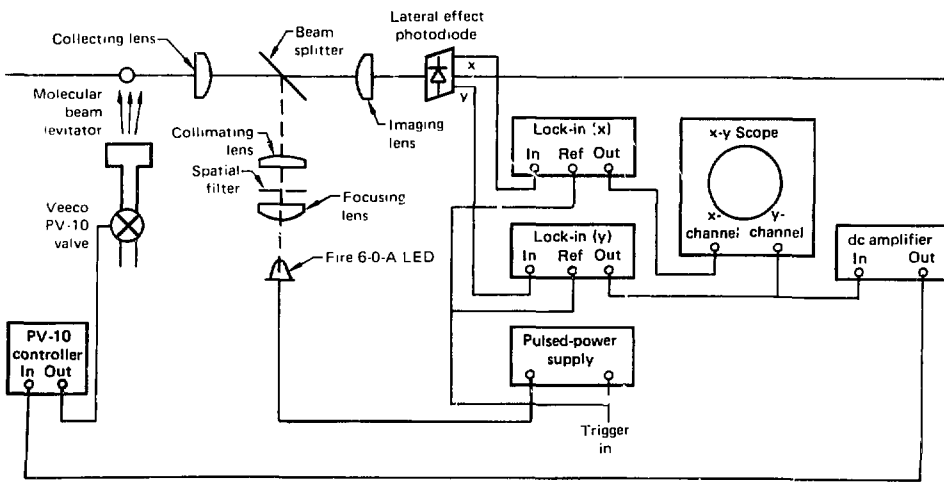 Collecting lens
Beam
splitter
Lateral effect
photodiode
x
y
Molecular
beam
levitator
Imaging
lens
Collimating
lens
Spatial
filter
Focusing
lens
Veeco
PV-10
valve
Fire 6-0-A LED
Lock-in (x)
In Ref Out
x-y Scope
x-
channel
y-
channel
Lock-in (y)
In Ref Out
dc amplifier
In Out
PV-10
controller
In Out
Pulsed-power
supply
Trigger
in